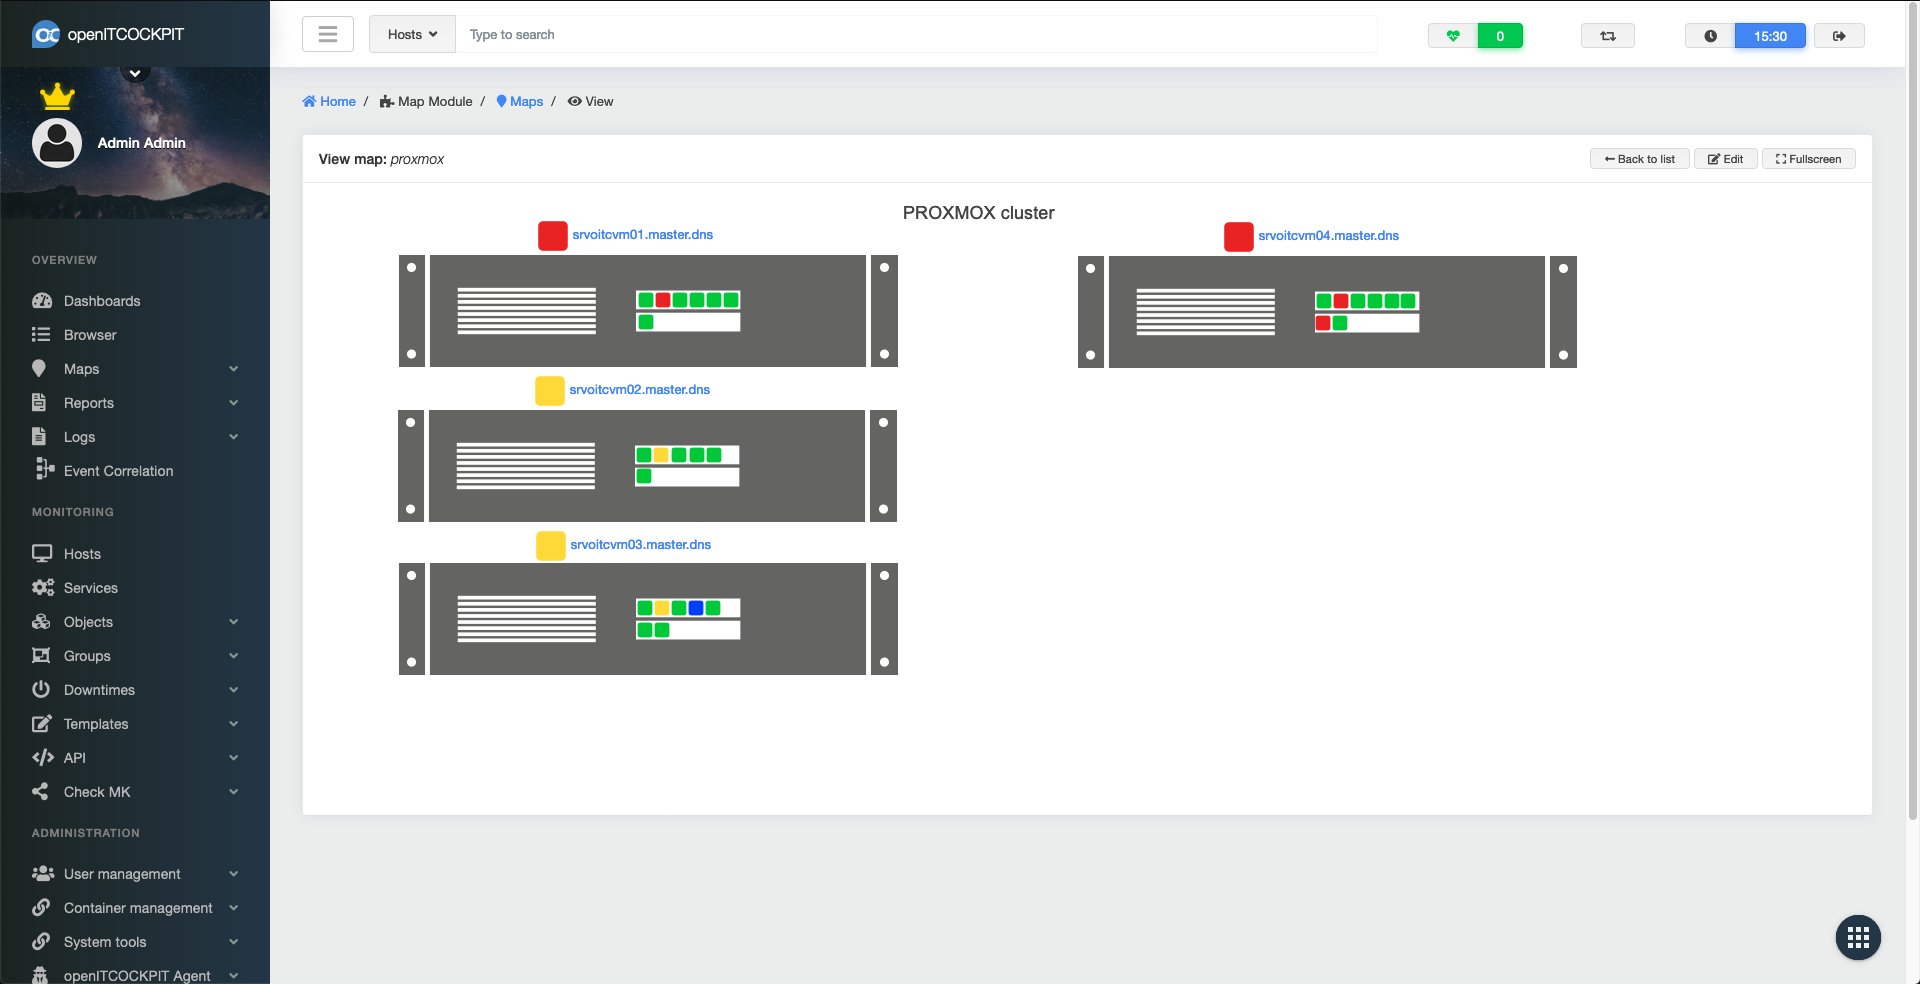 openITCOCKPIT
Hosts
Type to search
0
15:30
Admin Admin
Home / Map Module / Maps / View
View map: proxmox
Back to list
Edit
Fullscreen
PROXMOX cluster
srvoitcvm01.master.dns
srvoitcvm04.master.dns
srvoitcvm02.master.dns
srvoitcvm03.master.dns
OVERVIEW
Dashboards
Browser
Maps
Reports
Logs
Event Correlation
MONITORING
Hosts
Services
Objects
Groups
Downtimes
Templates
API
Check MK
ADMINISTRATION
User management
Container management
System tools
openITCOCKPIT Agent